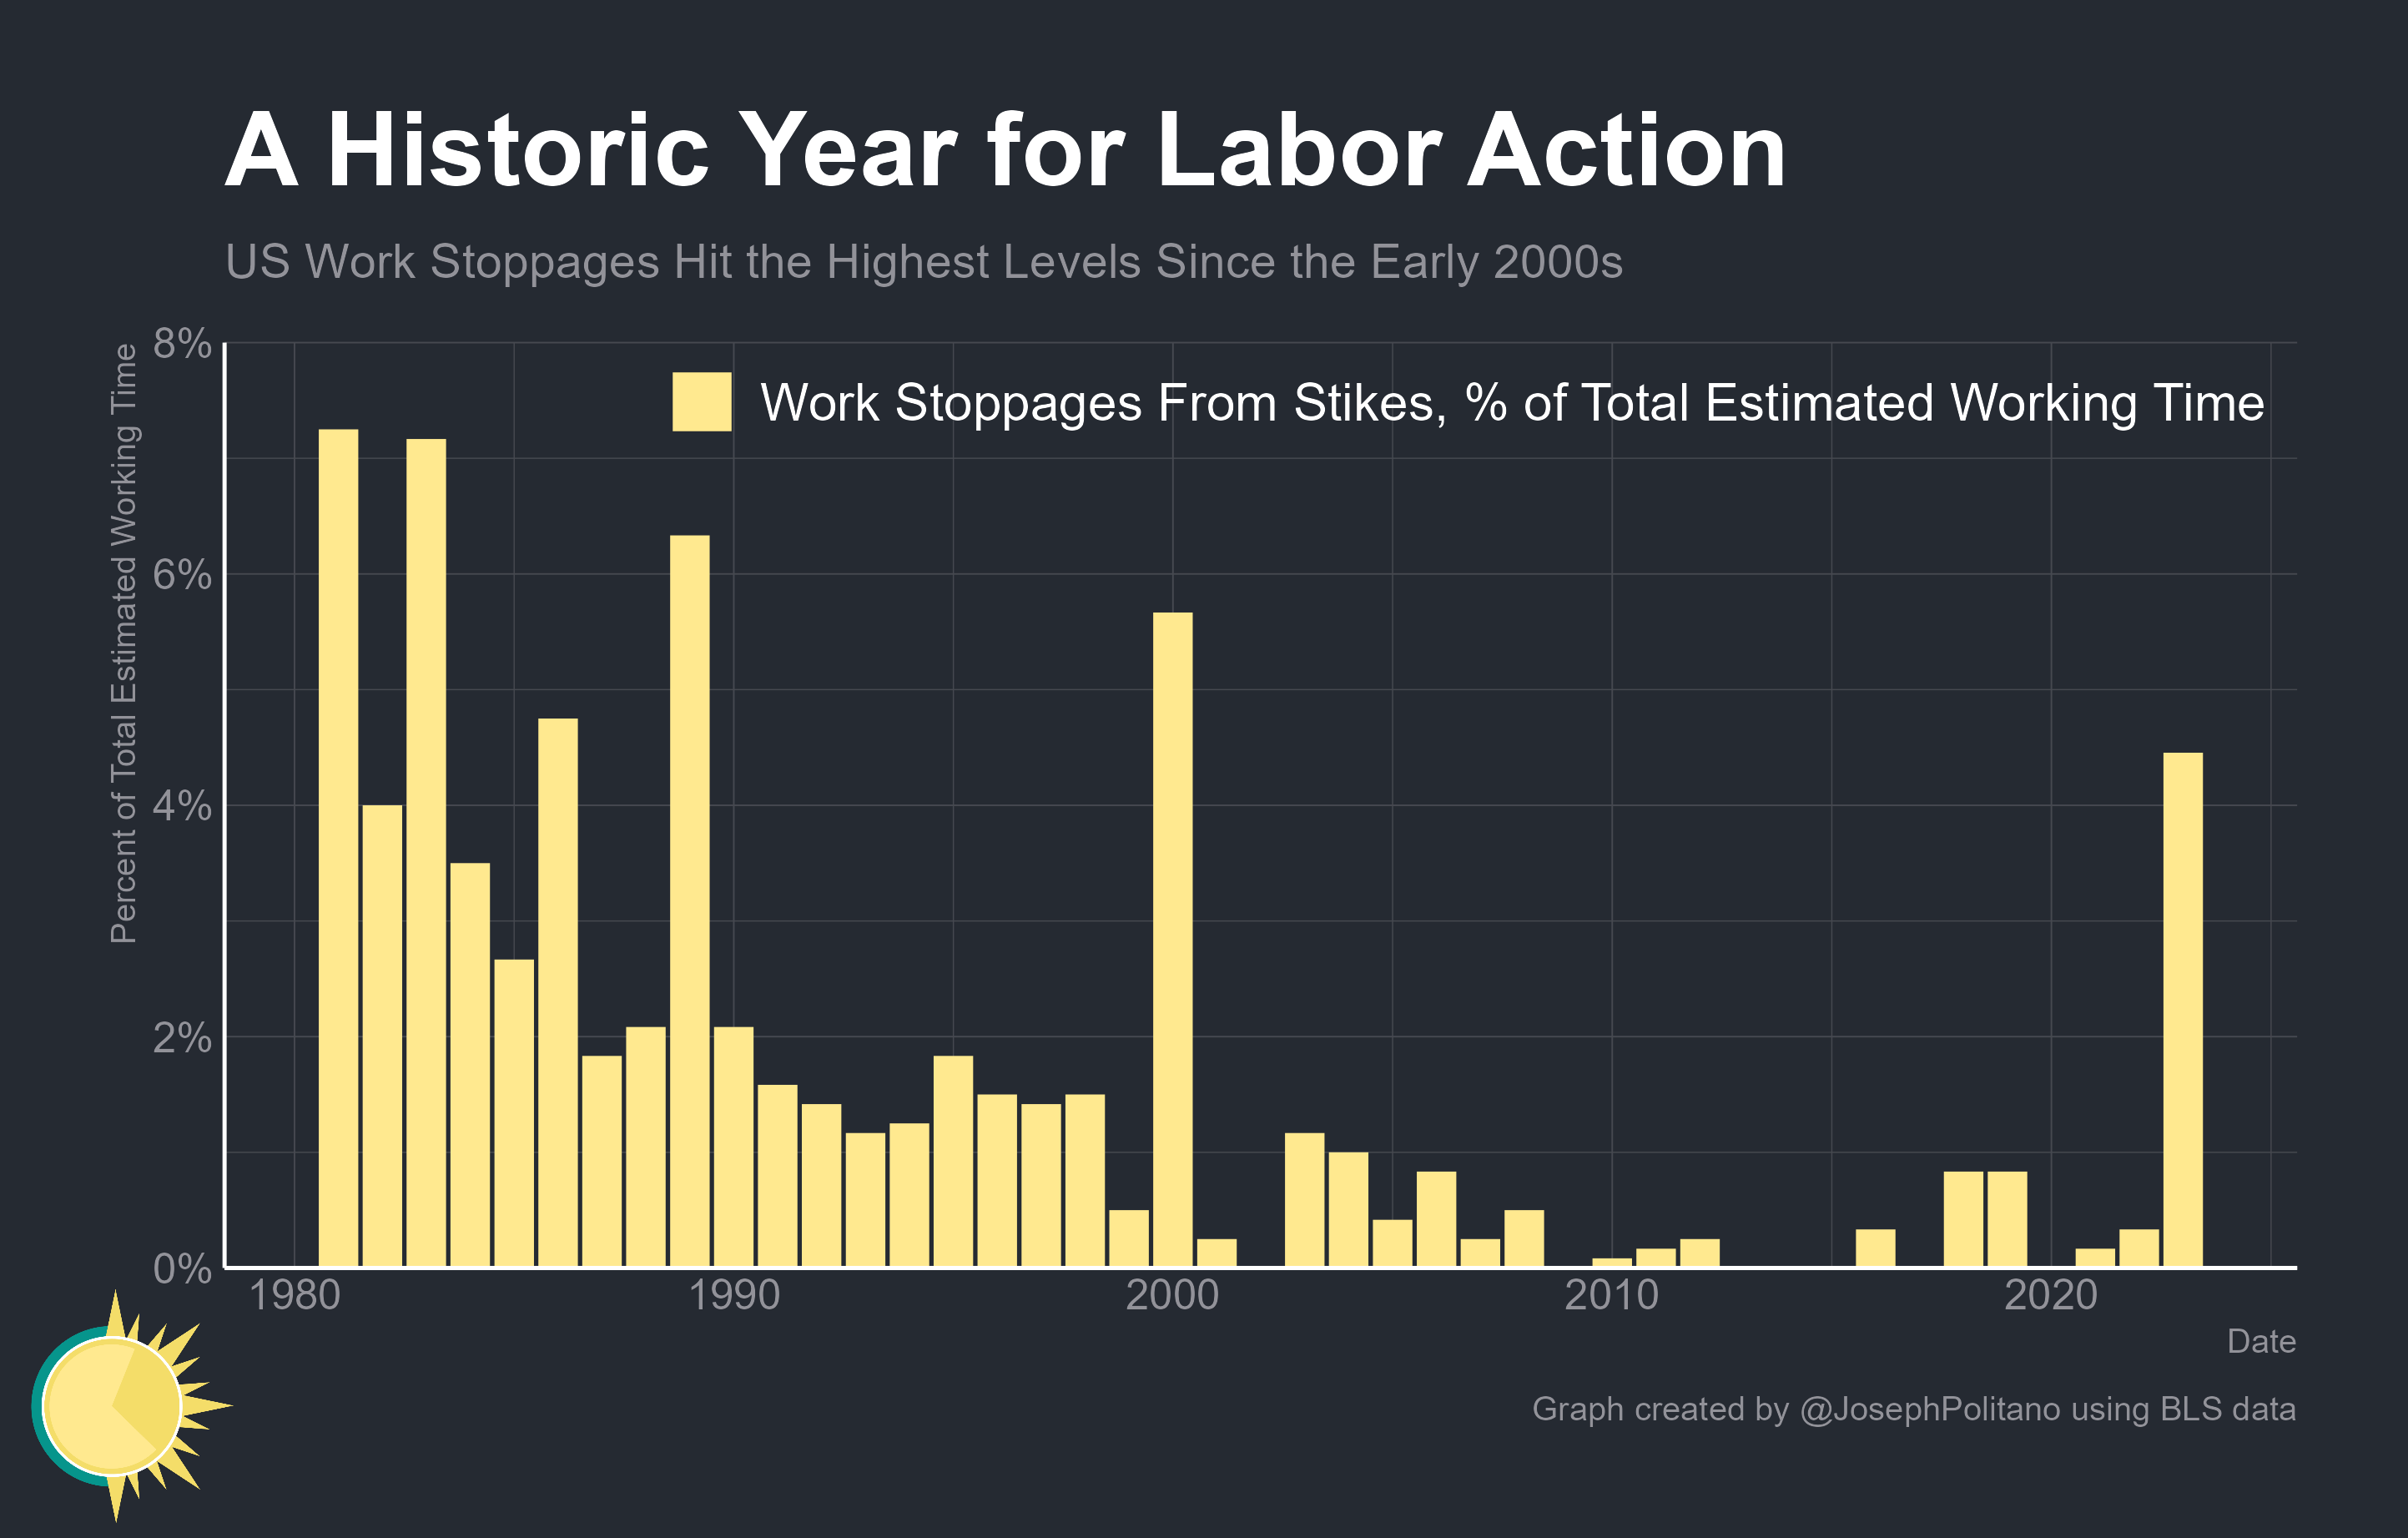 A Historic Year for Labor Action
US Work Stoppages Hit the Highest Levels Since the Early 2000s
Percent of Total Estimated Working Time
8%
6%
4%
2%
0%
Work Stoppages From Stikes, % of Total Estimated Working Time
1980
1990
2000
2010
2020
Date
Graph created by @JosephPolitano using BLS data